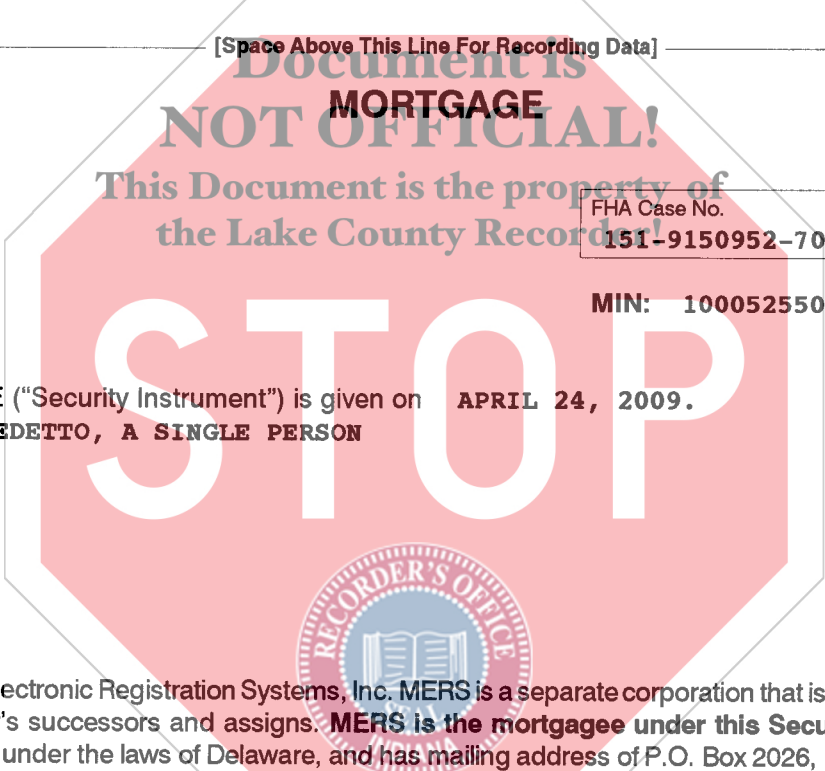 [Space Above This Line For Recording Data]
Document is
MORTGAGE
NOT OFFICIAL!
This Document is the property of
the Lake County Recorder!
FHA Case No.
151-9150952-70
MIN: 100052550
STOP
E ("Security Instrument") is given on APRIL 24, 2009.
EDETTO, A SINGLE PERSON
RECORDER'S OFFICE
ectronic Registration Systems, Inc. MERS is a separate corporation that is
's successors and assigns. MERS is the mortgagee under this Secu
SEAL
under the laws of Delaware, and has mailing address of P.O. Box 2026,